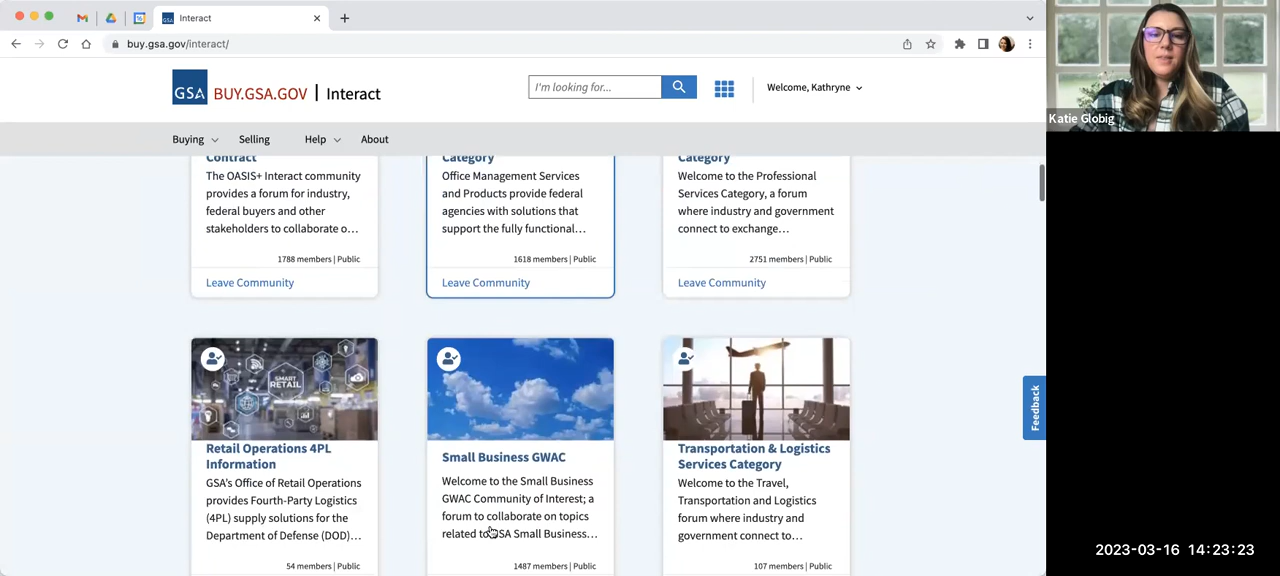 Interact
buy.gsa.gov/interact/
GSA BUY.GSA.GOV | Interact
I'm looking for...
Welcome, Kathryne
Katie Globig
Buying
Selling
Help
About
Contract
The OASIS+ Interact community
provides a forum for industry,
federal buyers and other
stakeholders to collaborate o...
1788 members | Public
Leave Community
Category
Office Management Services
and Products provide federal
agencies with solutions that
support the fully functional...
1618 members | Public
Leave Community
Category
Welcome to the Professional
Services Category, a forum
where industry and government
connect to exchange...
2751 members | Public
Leave Community
Feedback
SMART
RETAIL
Retail Operations 4PL
Information
GSA's Office of Retail Operations
provides Fourth-Party Logistics
(4PL) supply solutions for the
Department of Defense (DOD)...
54 members | Public
Small Business GWAC
Welcome to the Small Business
GWAC Community of Interest; a
forum to collaborate on topics
related to GSA Small Business...
1487 members | Public
Transportation & Logistics
Services Category
Welcome to the Travel,
Transportation and Logistics
forum where industry and
government connect to...
107 members | Public
2023-03-16 14:23:23